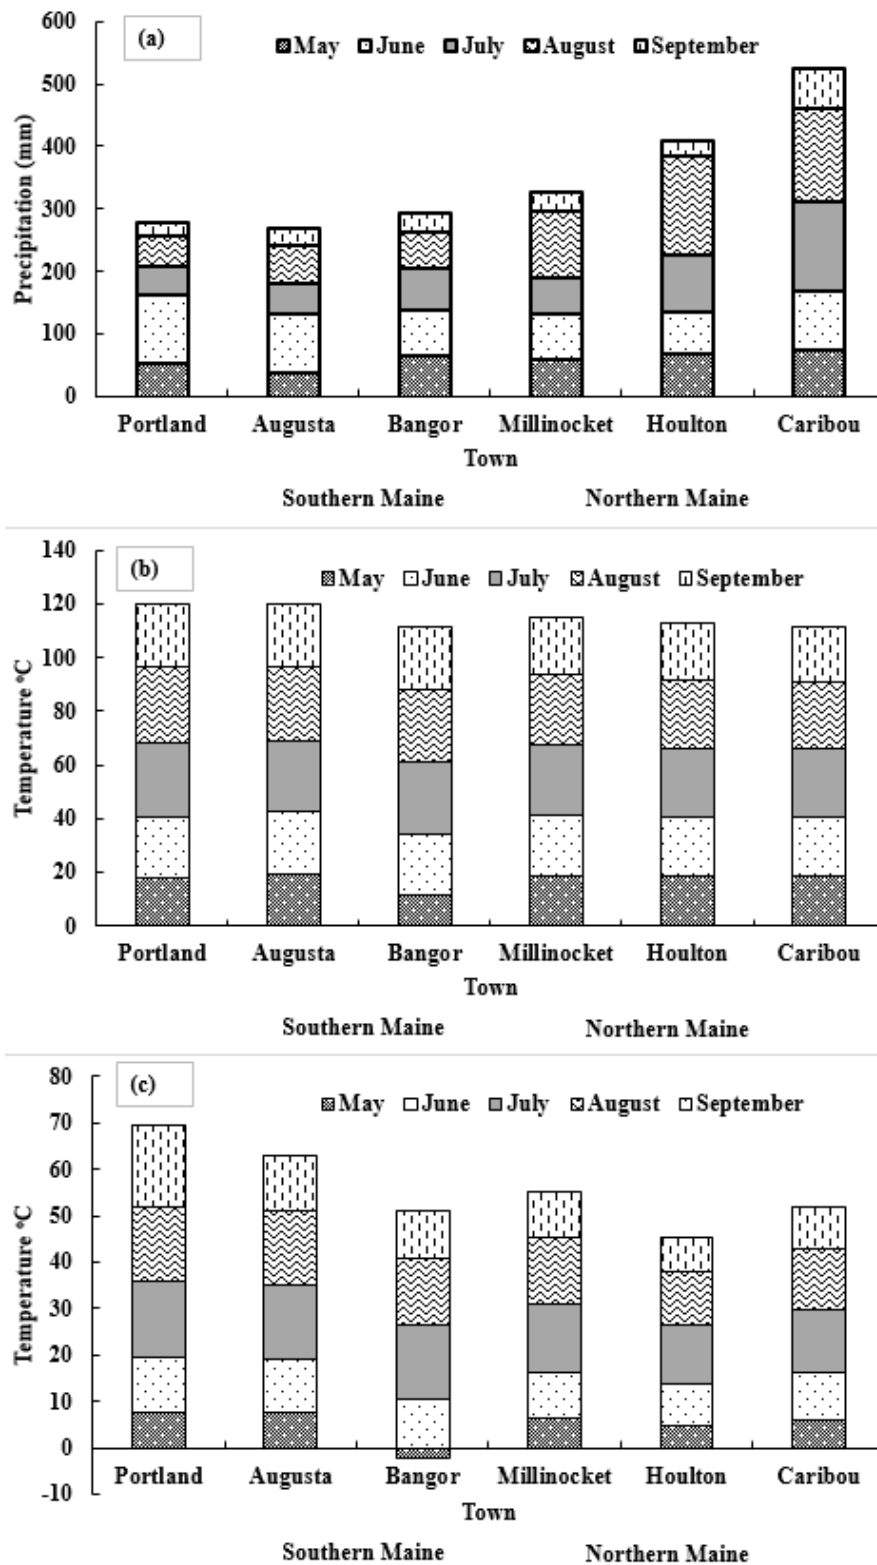 (a)
May June July August September
Precipitation (mm)
600
500
400
300
200
100
0
Portland Augusta Bangor Millinocket Houlton Caribou
Town
Southern Maine Northern Maine
(b)
May June July August September
Temperature °C
140
120
100
80
60
40
20
0
Portland Augusta Bangor Millinocket Houlton Caribou
Town
Southern Maine Northern Maine
(c)
May June July August September
Temperature °C
80
70
60
50
40
30
20
10
0
-10
Portland Augusta Bangor Millinocket Houlton Caribou
Town
Southern Maine Northern Maine